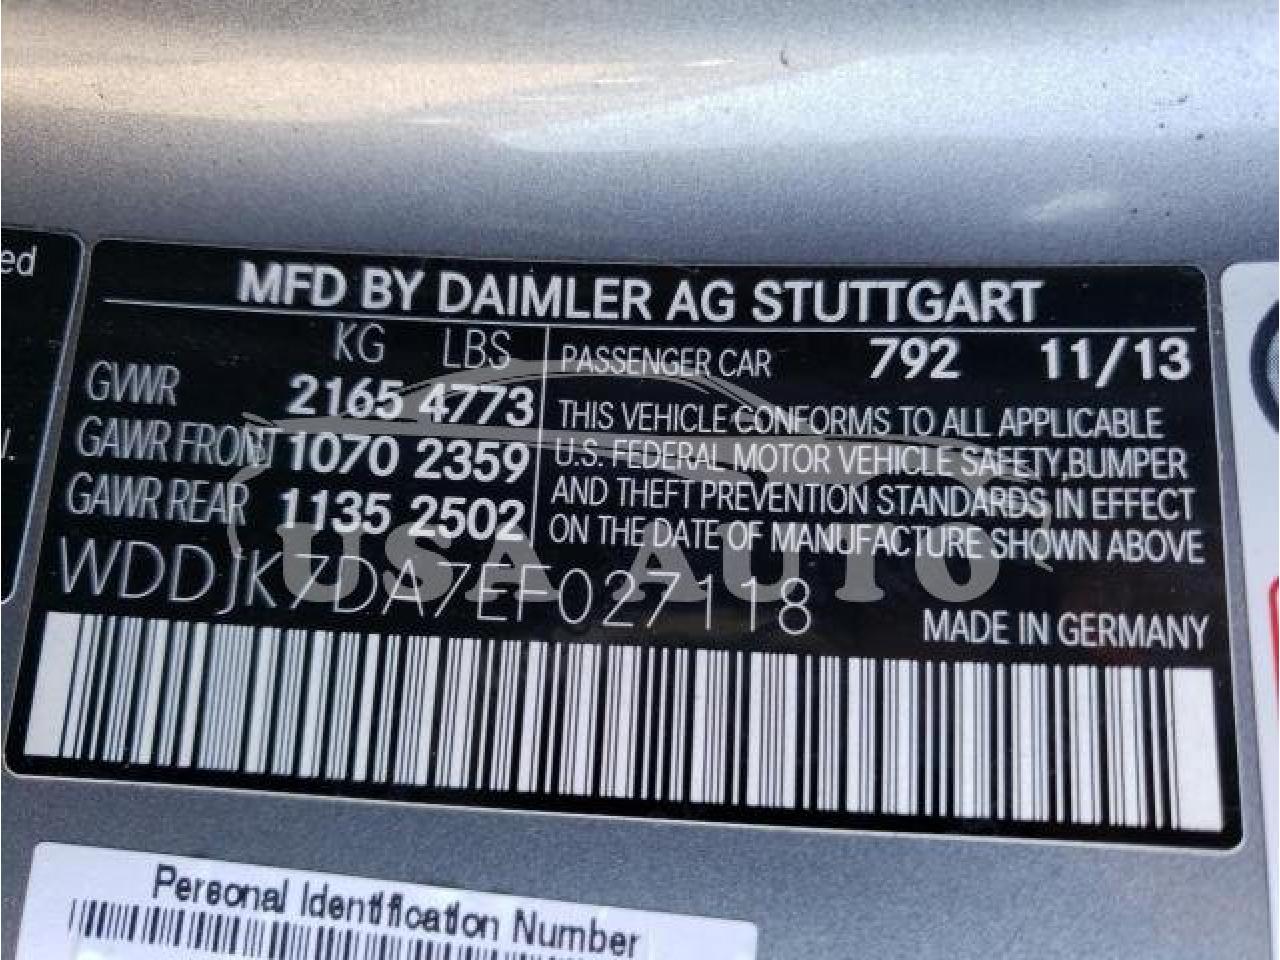 ed
MFD BY DAIMLER AG STUTTGART
KG LBS
GVWR 2165 4773
GAWR FRONT 1070 2359
GAWR REAR 1135 2502
PASSENGER CAR 792 11/13
THIS VEHICLE CONFORMS TO ALL APPLICABLE
U.S. FEDERAL MOTOR VEHICLE SAFETY,BUMPER
AND THEFT PREVENTION STANDARDS IN EFFECT
ON THE DATE OF MANUFACTURE SHOWN ABOVE
USA AUTO
WDDJK7DA7EF027118
MADE IN GERMANY
Personal Identification Number